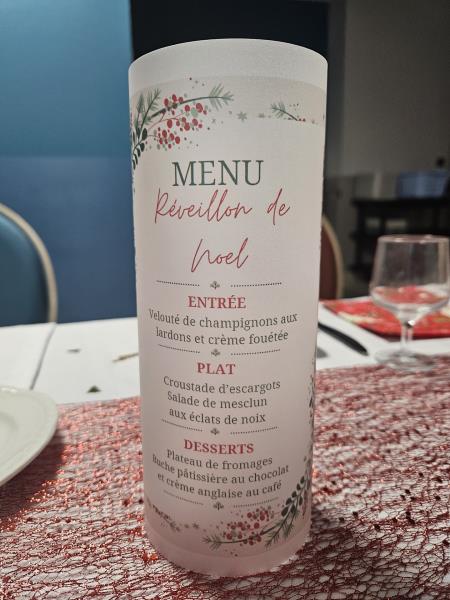 MENU
Réveillon de
Noel
ENTRÉE
Velouté de champignons aux
lardons et crème fouétée
PLAT
Croustade d'escargots
Salade de mesclun
aux éclats de noix
DESSERTS
Plateau de fromages
Buche pâtissière au chocolat
et crème anglaise au café